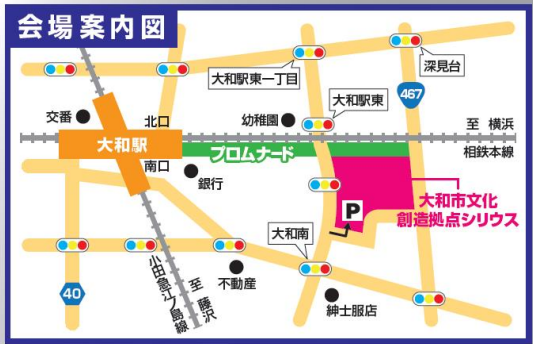 会場案内図
深見台
大和駅東一丁目
467
交番
北口
幼稚園
大和駅東
至 横浜
大和駅
プロムナード
相鉄本線
南口
銀行
大和市文化
創造拠点シリウス
P
大和南
40
小田急江ノ島線
至 藤沢
不動産
紳士服店